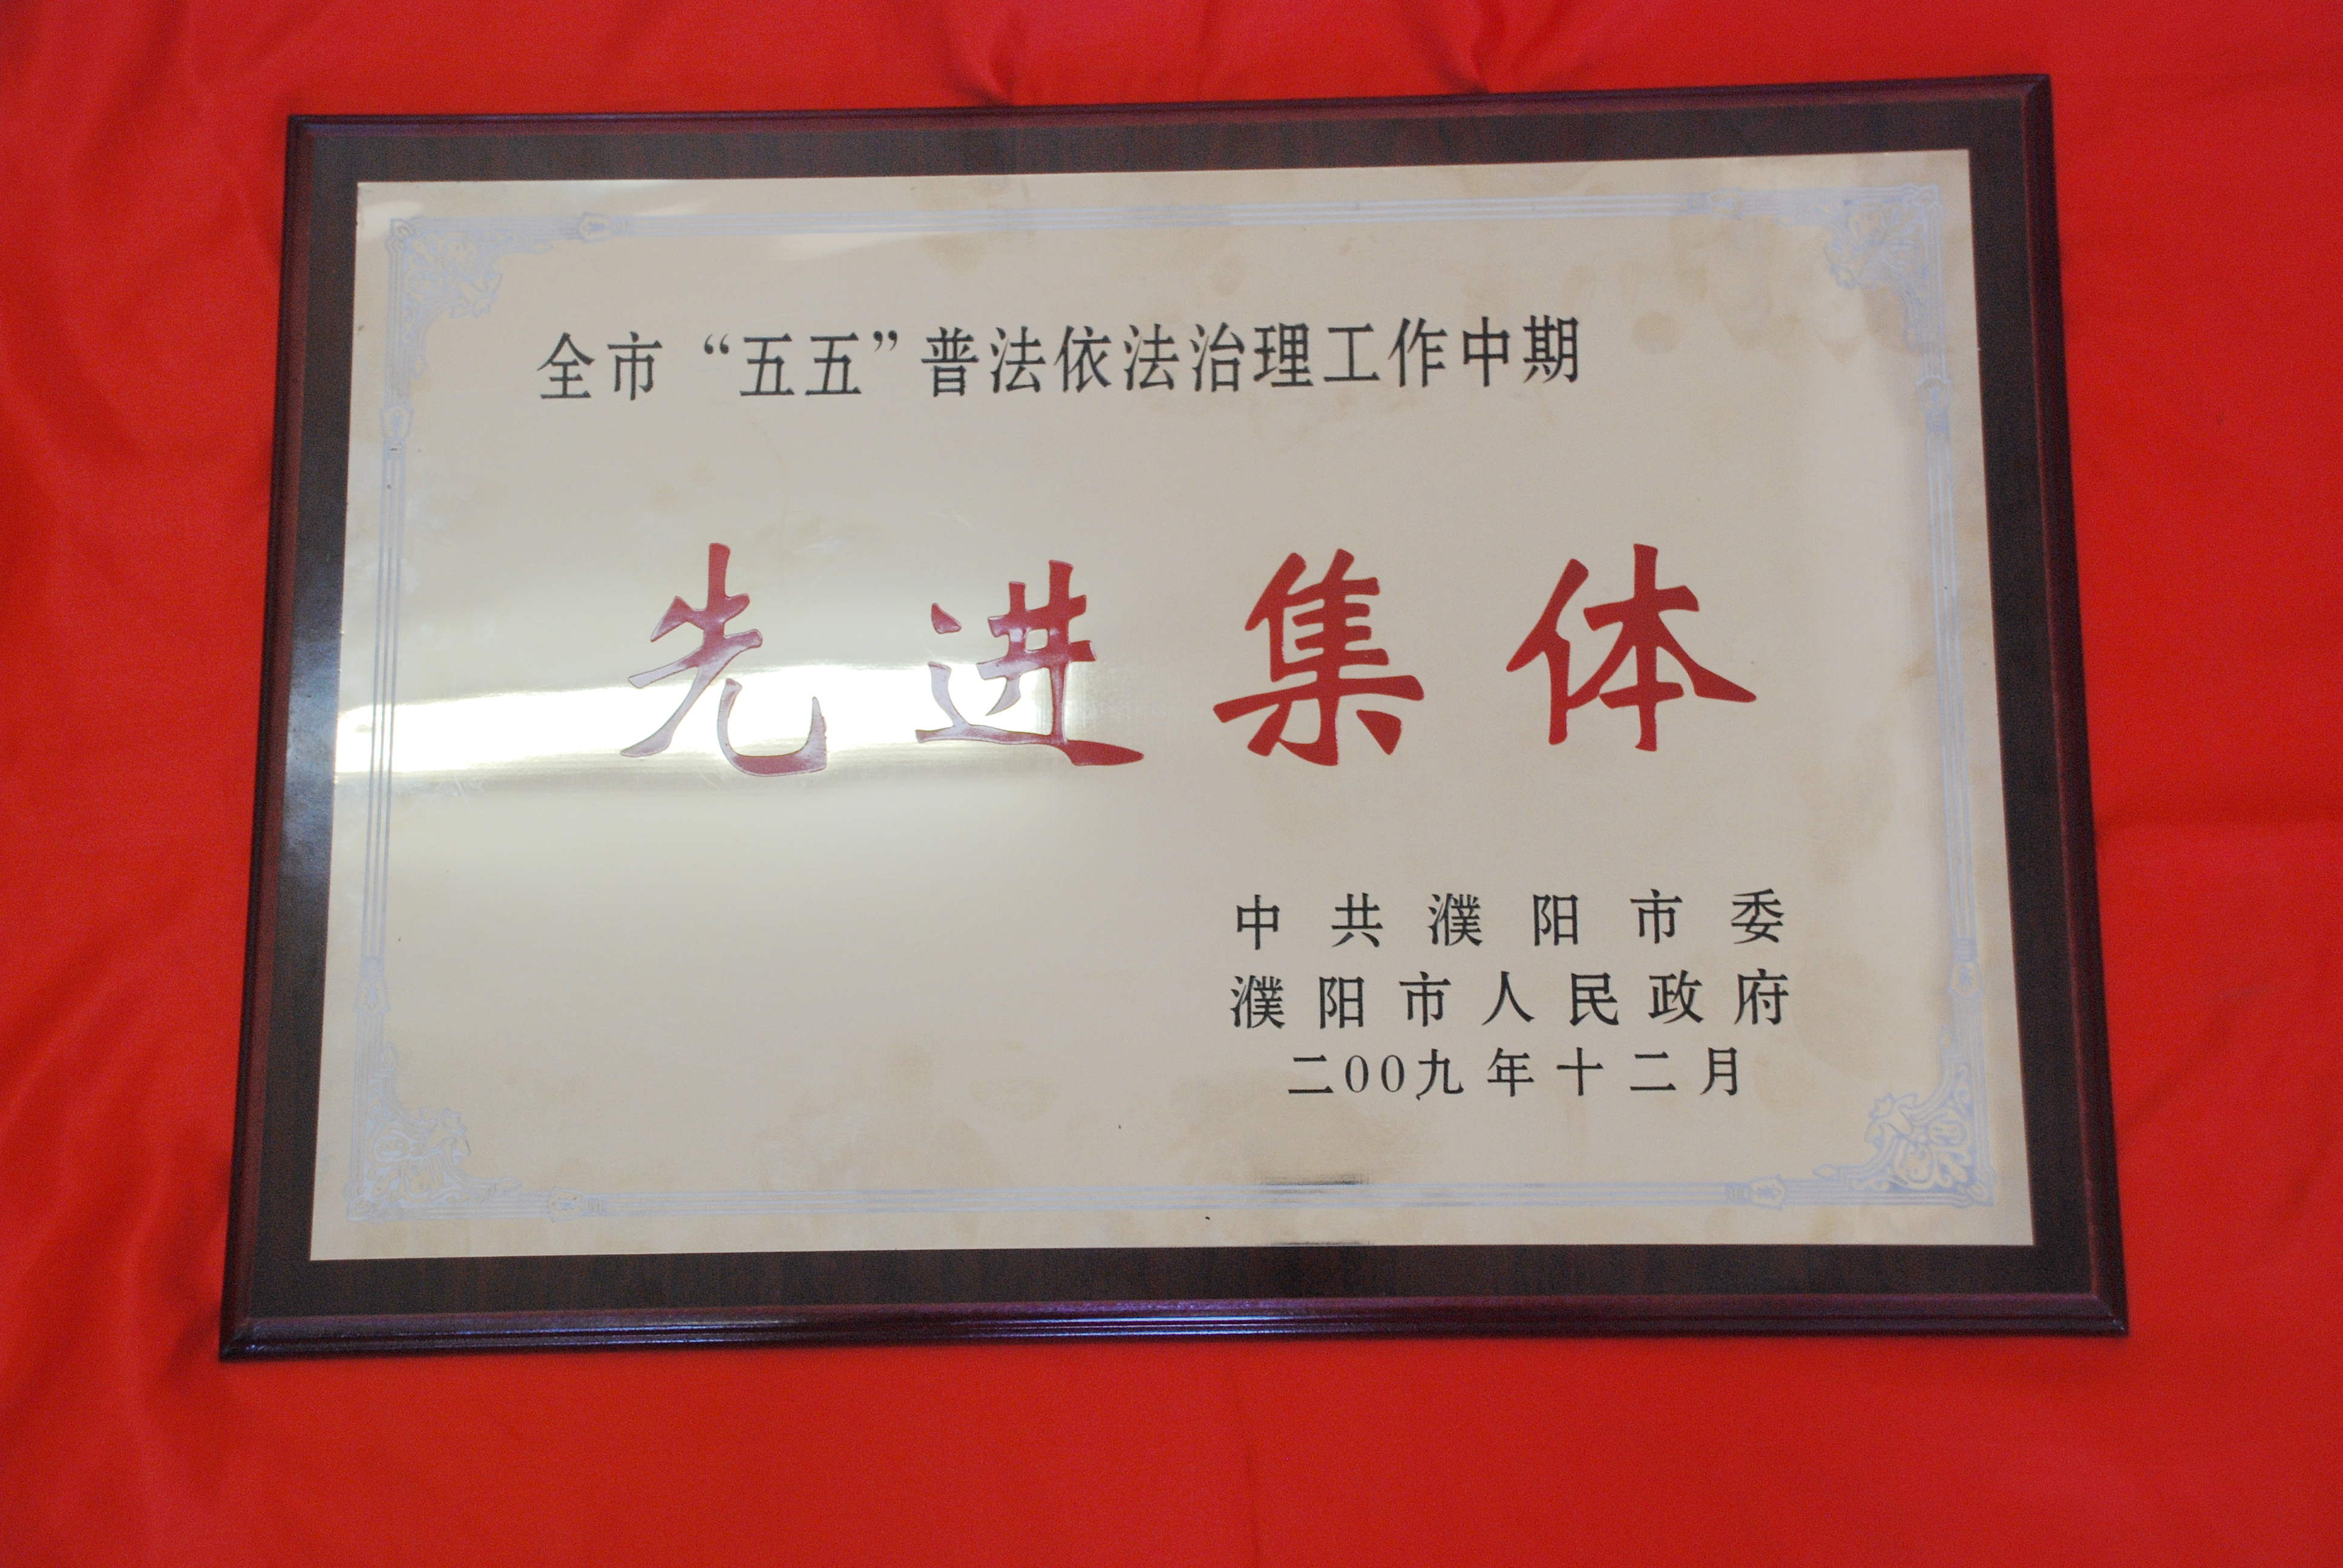 全市“五五”普法依法治理工作中期
先进集体
中共濮阳市委
濮阳市人民政府
二00九年十二月